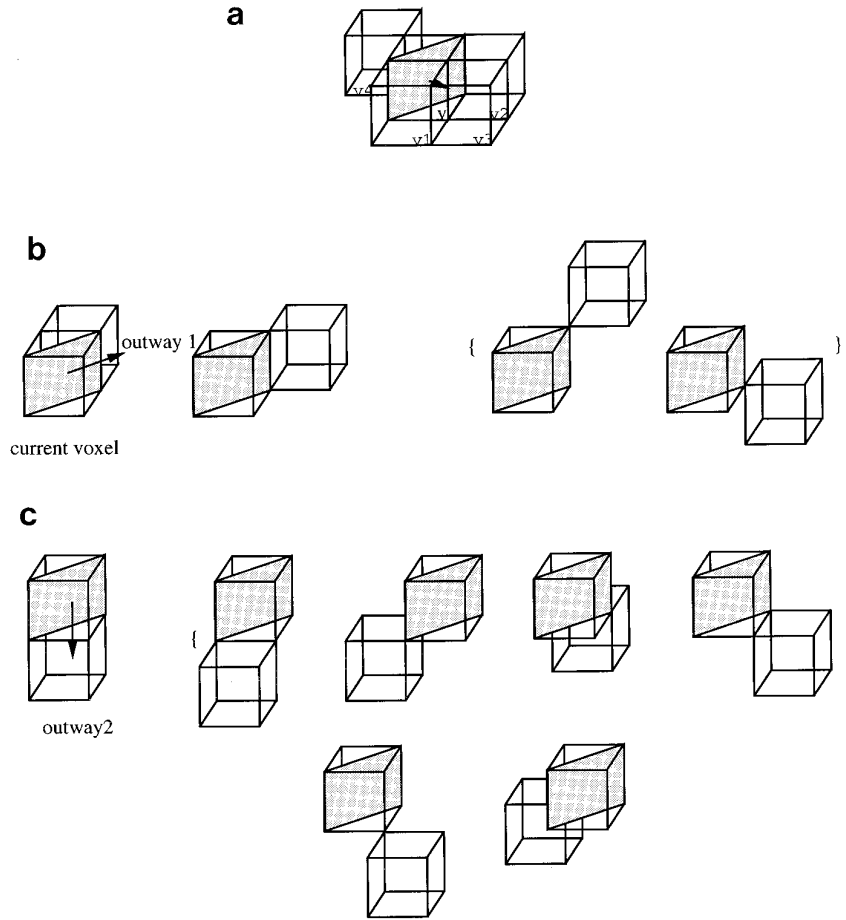 a
v4
v
v2
v1
v3
b
outway 1
{
}
current voxel
c
{
outway2